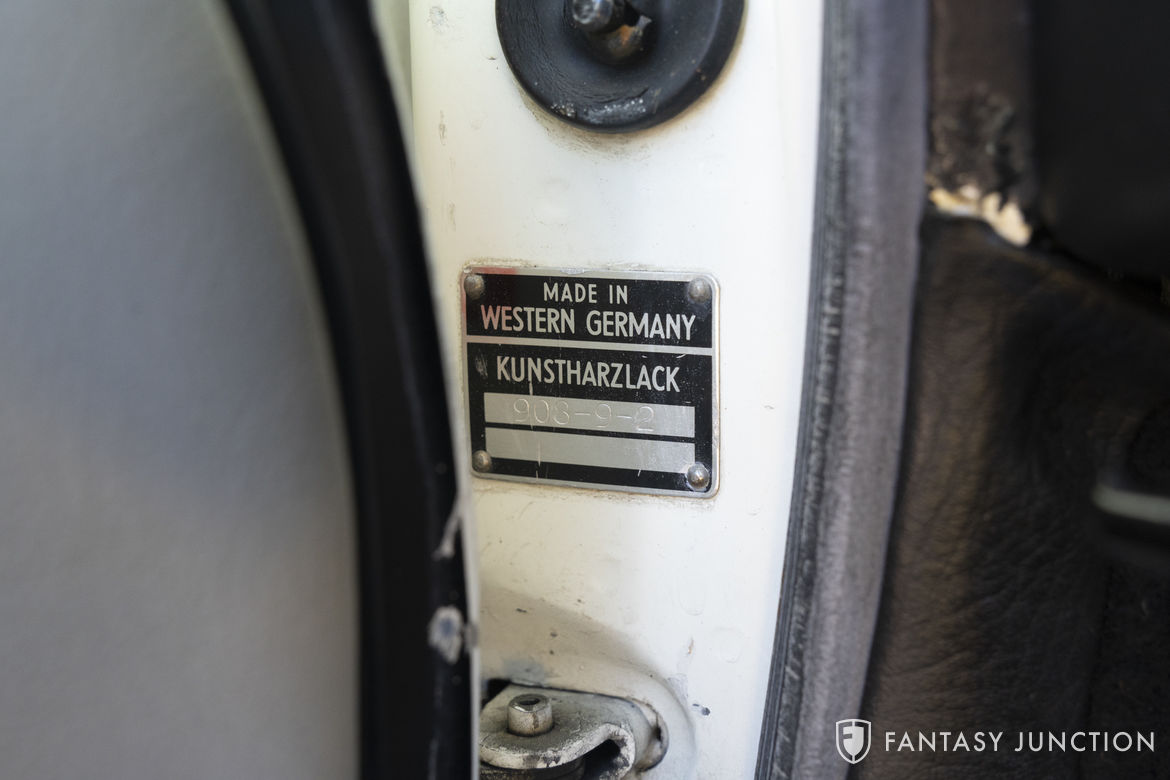 MADE IN
WESTERN GERMANY
KUNSTHARZLACK
908-9-2
FANTASY JUNCTION